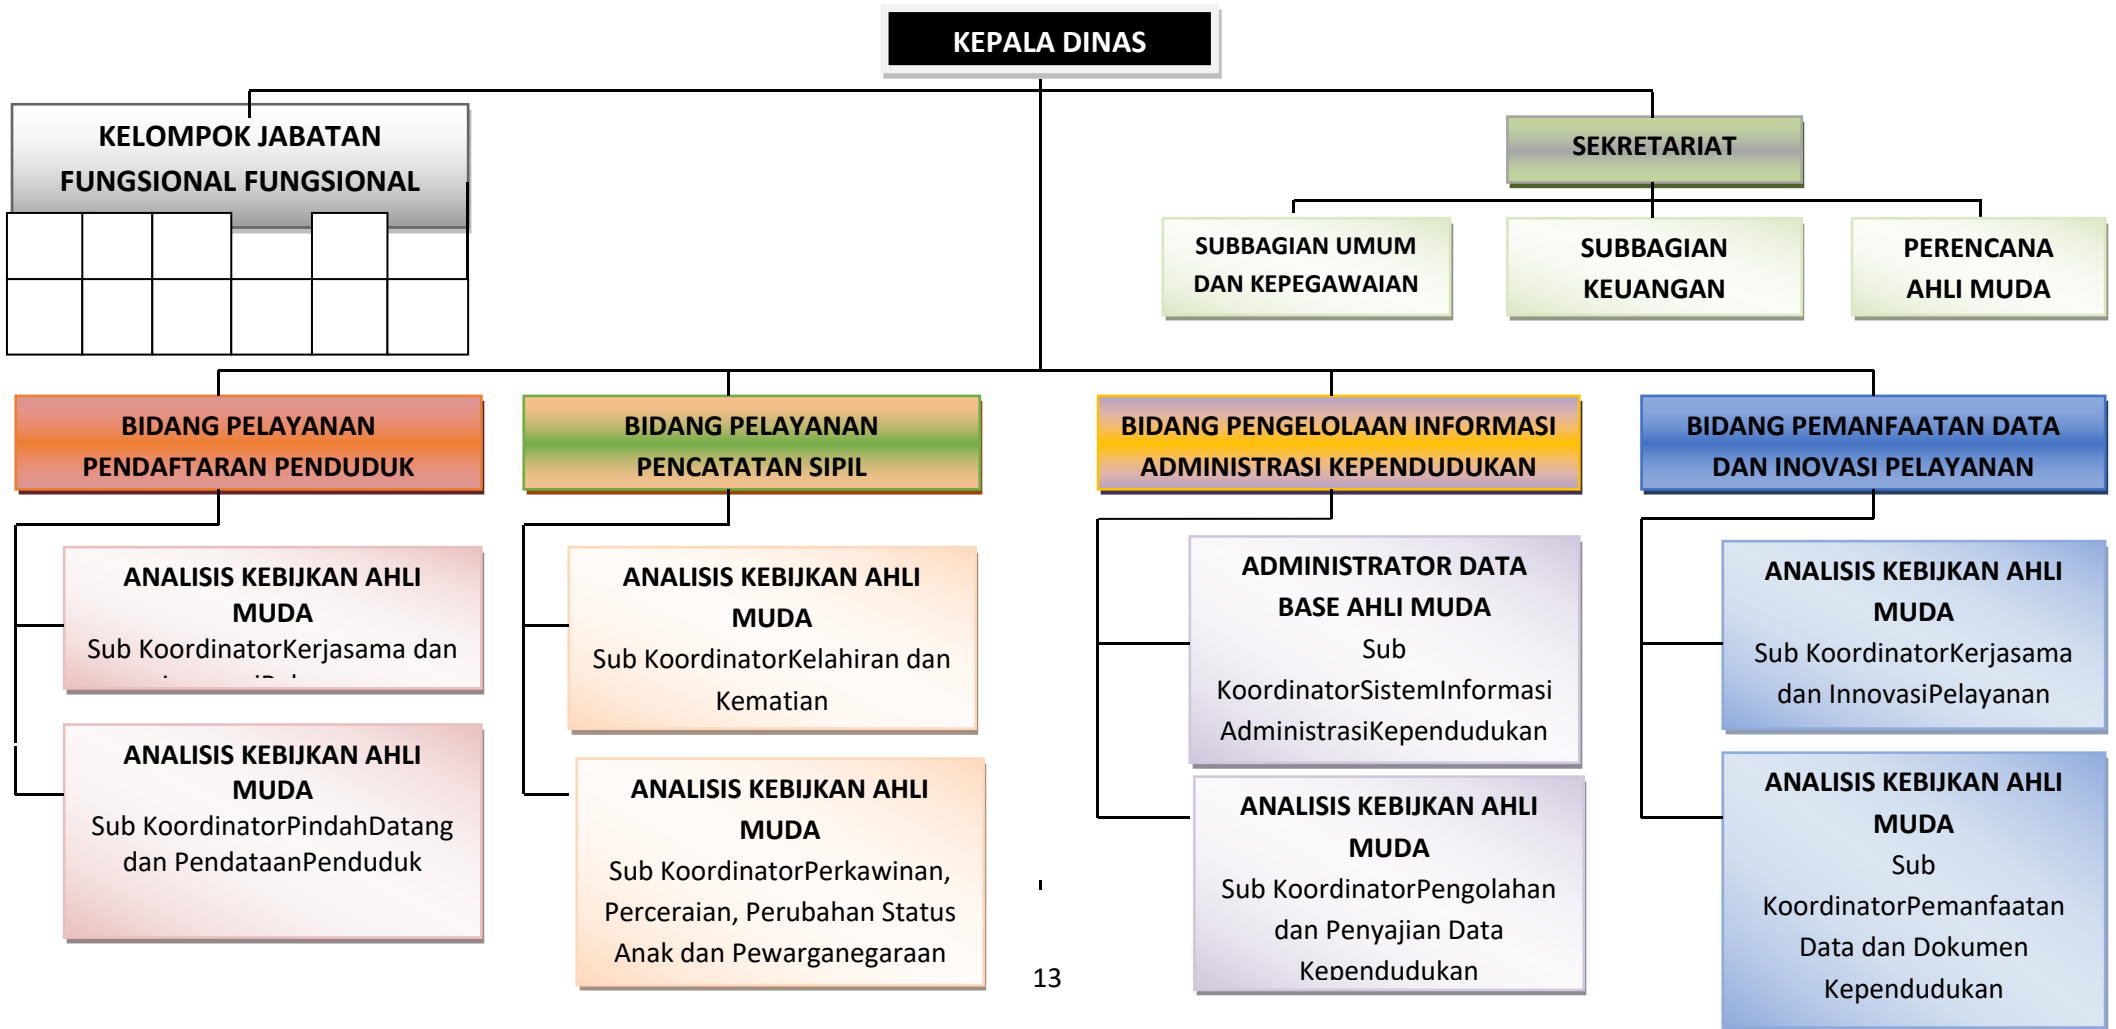 KEPALA DINAS
KELOMPOK JABATAN
FUNGSIONAL FUNGSIONAL
SEKRETARIAT
SUBBAGIAN UMUM
DAN KEPEGAWAIAN
SUBBAGIAN
KEUANGAN
PERENCANA
AHLI MUDA
BIDANG PELAYANAN
PENDAFTARAN PENDUDUK
BIDANG PELAYANAN
PENCATATAN SIPIL
BIDANG PENGELOLAAN INFORMASI
ADMINISTRASI KEPENDUDUKAN
BIDANG PEMANFAATAN DATA
DAN INOVASI PELAYANAN
ANALISIS KEBIJKAN AHLI
MUDA
Sub KoordinatorKerjasama dan
ANALISIS KEBIJKAN AHLI
MUDA
Sub KoordinatorPindahDatang
dan PendataanPenduduk
ANALISIS KEBIJKAN AHLI
MUDA
Sub KoordinatorKelahiran dan
Kematian
ANALISIS KEBIJKAN AHLI
MUDA
Sub KoordinatorPerkawinan,
Perceraian, Perubahan Status
Anak dan Pewarganegaraan
ADMINISTRATOR DATA
BASE AHLI MUDA
Sub
KoordinatorSistemInformasi
AdministrasiKependudukan
ANALISIS KEBIJKAN AHLI
MUDA
Sub KoordinatorPengolahan
dan Penyajian Data
Kependudukan
ANALISIS KEBIJKAN AHLI
MUDA
Sub KoordinatorKerjasama
dan InnovasiPelayanan
ANALISIS KEBIJKAN AHLI
MUDA
Sub
KoordinatorPemanfaatan
Data dan Dokumen
Kependudukan
13